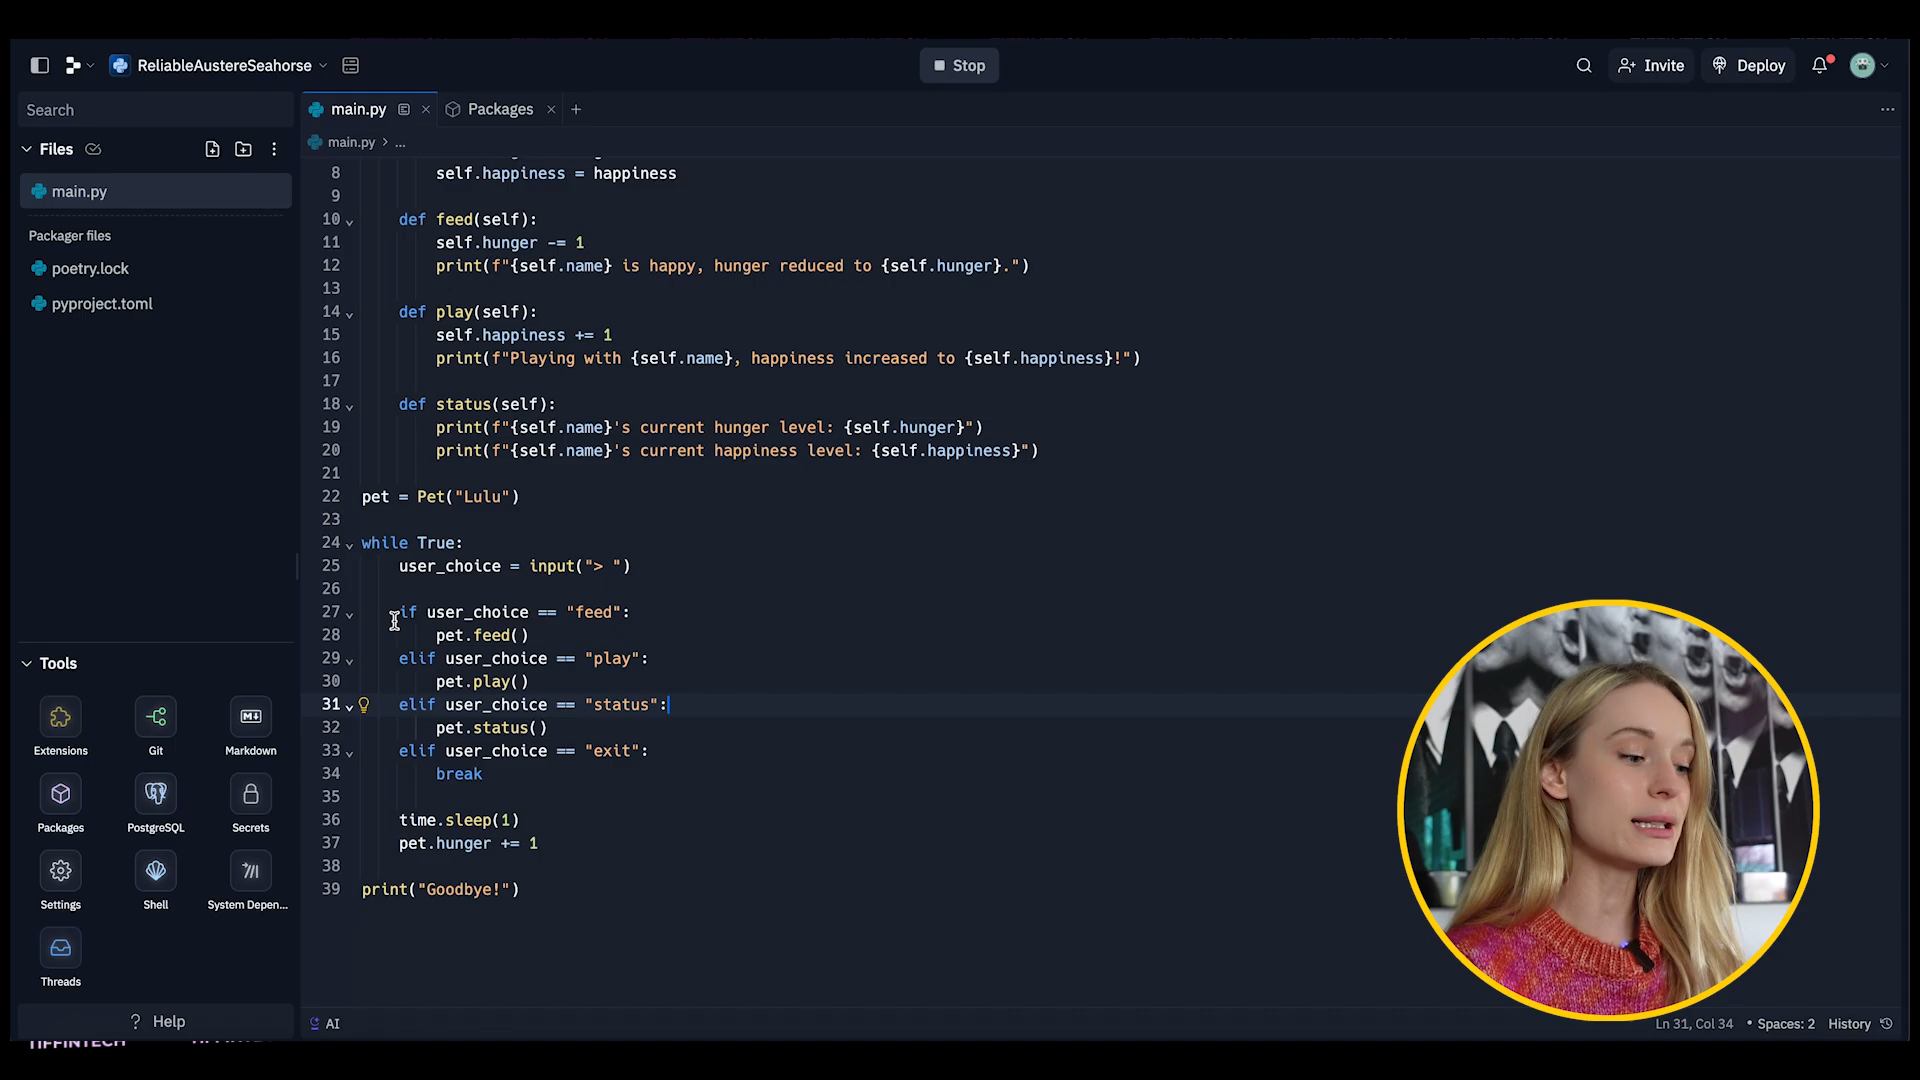 ReliableAustereSeahorse
Stop
Invite
Deploy
Search
main.py
Packages
Files
main.py > ...
main.py
Packager files
poetry.lock
pyproject.toml
8 self.happiness = happiness
9
10 def feed(self):
11 self.hunger -= 1
12 print(f"{self.name} is happy, hunger reduced to {self.hunger}.")
13
14 def play(self):
15 self.happiness += 1
16 print(f"Playing with {self.name}, happiness increased to {self.happiness}!")
17
18 def status(self):
19 print(f"{self.name}'s current hunger level: {self.hunger}")
20 print(f"{self.name}'s current happiness level: {self.happiness}")
21
22 pet = Pet("Lulu")
23
24 while True:
25 user_choice = input("> ")
26
27 if user_choice == "feed":
28 pet.feed()
29 elif user_choice == "play":
30 pet.play()
31 elif user_choice == "status":
32 pet.status()
33 elif user_choice == "exit":
34 break
35
36 time.sleep(1)
37 pet.hunger += 1
38
39 print("Goodbye!")
Tools
Extensions
Git
Markdown
Packages
PostgreSQL
Secrets
Settings
Shell
System Depen...
Threads
? Help
AI
Ln 31, Col 34 • Spaces: 2 History
TIFFINTECH